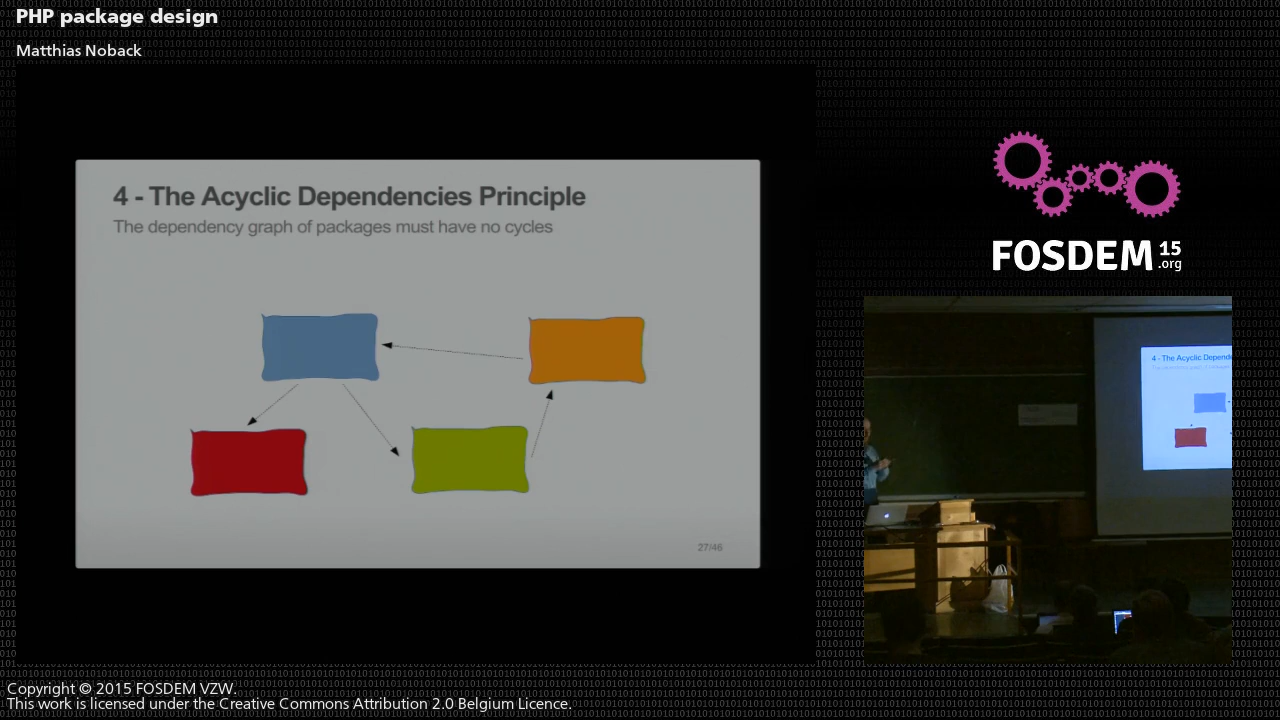 PHP package design
Matthias Noback
4 - The Acyclic Dependencies Principle
The dependency graph of packages must have no cycles
27/46
FOSDEM 15
.org
4 - The Acyclic Depend
Copyright © 2015 FOSDEM VZW.
This work is licensed under the Creative Commons Attribution 2.0 Belgium Licence.